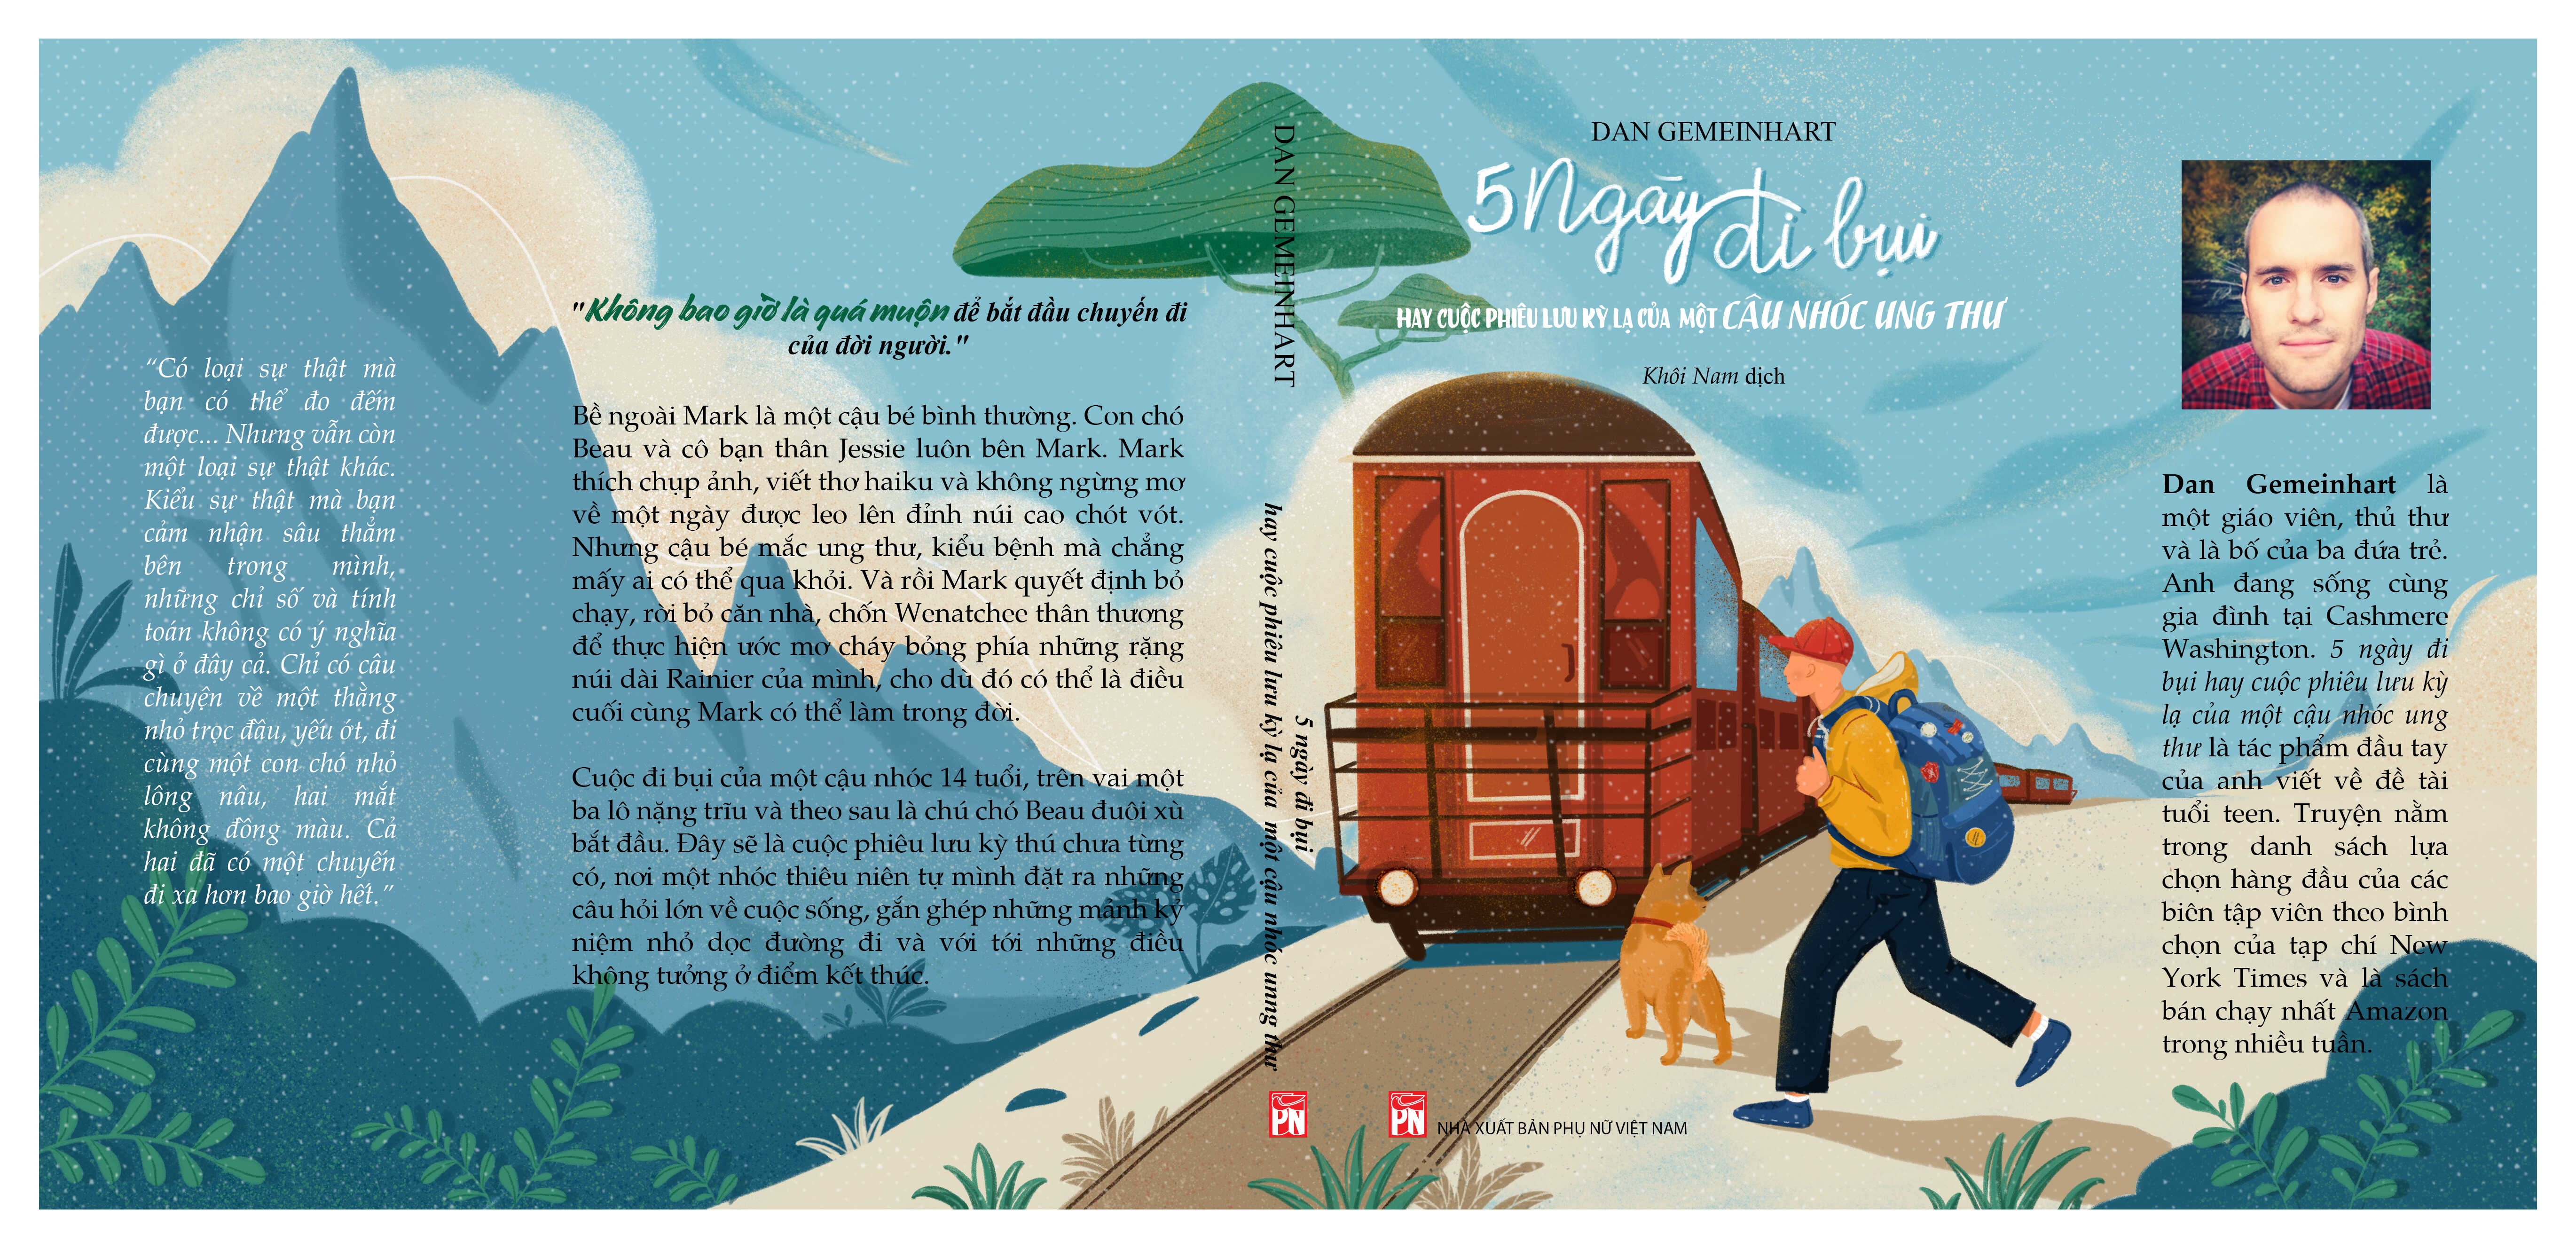 “Có loại sự thật mà
bạn có thể đo đếm
được... Nhưng vẫn còn
một loại sự thật khác.
Kiểu sự thật mà bạn
cảm nhận sâu thẳm
bên trong mình,
những chỉ số và tính
toán không có ý nghĩa
gì ở đây cả. Chỉ có câu
chuyện về một thằng
nhỏ trọc đầu, yếu ớt, đi
cùng một con chó nhỏ
lông nâu, hai mắt
không đồng màu. Cả
hai đã có một chuyến
đi xa hơn bao giờ hết.”
"Không bao giờ là quá muộn để bắt đầu chuyến đi
của đời người."
Bề ngoài Mark là một cậu bé bình thường. Con chó
Beau và cô bạn thân Jessie luôn bên Mark. Mark
thích chụp ảnh, viết thơ haiku và không ngừng mơ
về một ngày được leo lên đỉnh núi cao chót vót.
Nhưng cậu bé mắc ung thư, kiểu bệnh mà chẳng
mấy ai có thể qua khỏi. Và rồi Mark quyết định bỏ
chạy, rời bỏ căn nhà, chốn Wenatchee thân thương
để thực hiện ước mơ cháy bỏng phía những rặng
núi dài Rainier của mình, cho dù đó có thể là điều
cuối cùng Mark có thể làm trong đời.
Cuộc đi bụi của một cậu nhóc 14 tuổi, trên vai một
ba lô nặng trĩu và theo sau là chú chó Beau đuôi xù
bắt đầu. Đây sẽ là cuộc phiêu lưu kỳ thú chưa từng
có, nơi một nhóc thiếu niên tự mình đặt ra những
câu hỏi lớn về cuộc sống, gắn ghép những mảnh ký
niệm nhỏ dọc đường đi và với tới những điều
không tưởng ở điểm kết thúc.
DAN GEMEINHART
5 ngày đi bụi
hay cuộc phiêu lưu kỳ lạ của một cậu nhóc unng thư
PN
DAN GEMEINHART
5 Ngày đi bụi
HAY CUỘC PHIÊU LƯU KỲ LẠ CỦA MỘT CẬU NHÓC UNG THƯ
Khôi Nam dịch
PN NHÀ XUẤT BẢN PHỤ NỮ VIỆT NAM
Dan Gemeinhart là
một giáo viên, thủ thư
và là bố của ba đứa trẻ.
Anh đang sống cùng
gia đình tại Cashmere
Washington. 5 ngày đi
bụi hay cuộc phiêu lưu kỳ
lạ của một cậu nhóc ung
thư là tác phẩm đầu tay
của anh viết về đề tài
tuổi teen. Truyện nằm
trong danh sách lựa
chọn hàng đầu của các
biên tập viên theo bình
chọn của tạp chí New
York Times và là sách
bán chạy nhất Amazon
trong nhiều tuần.